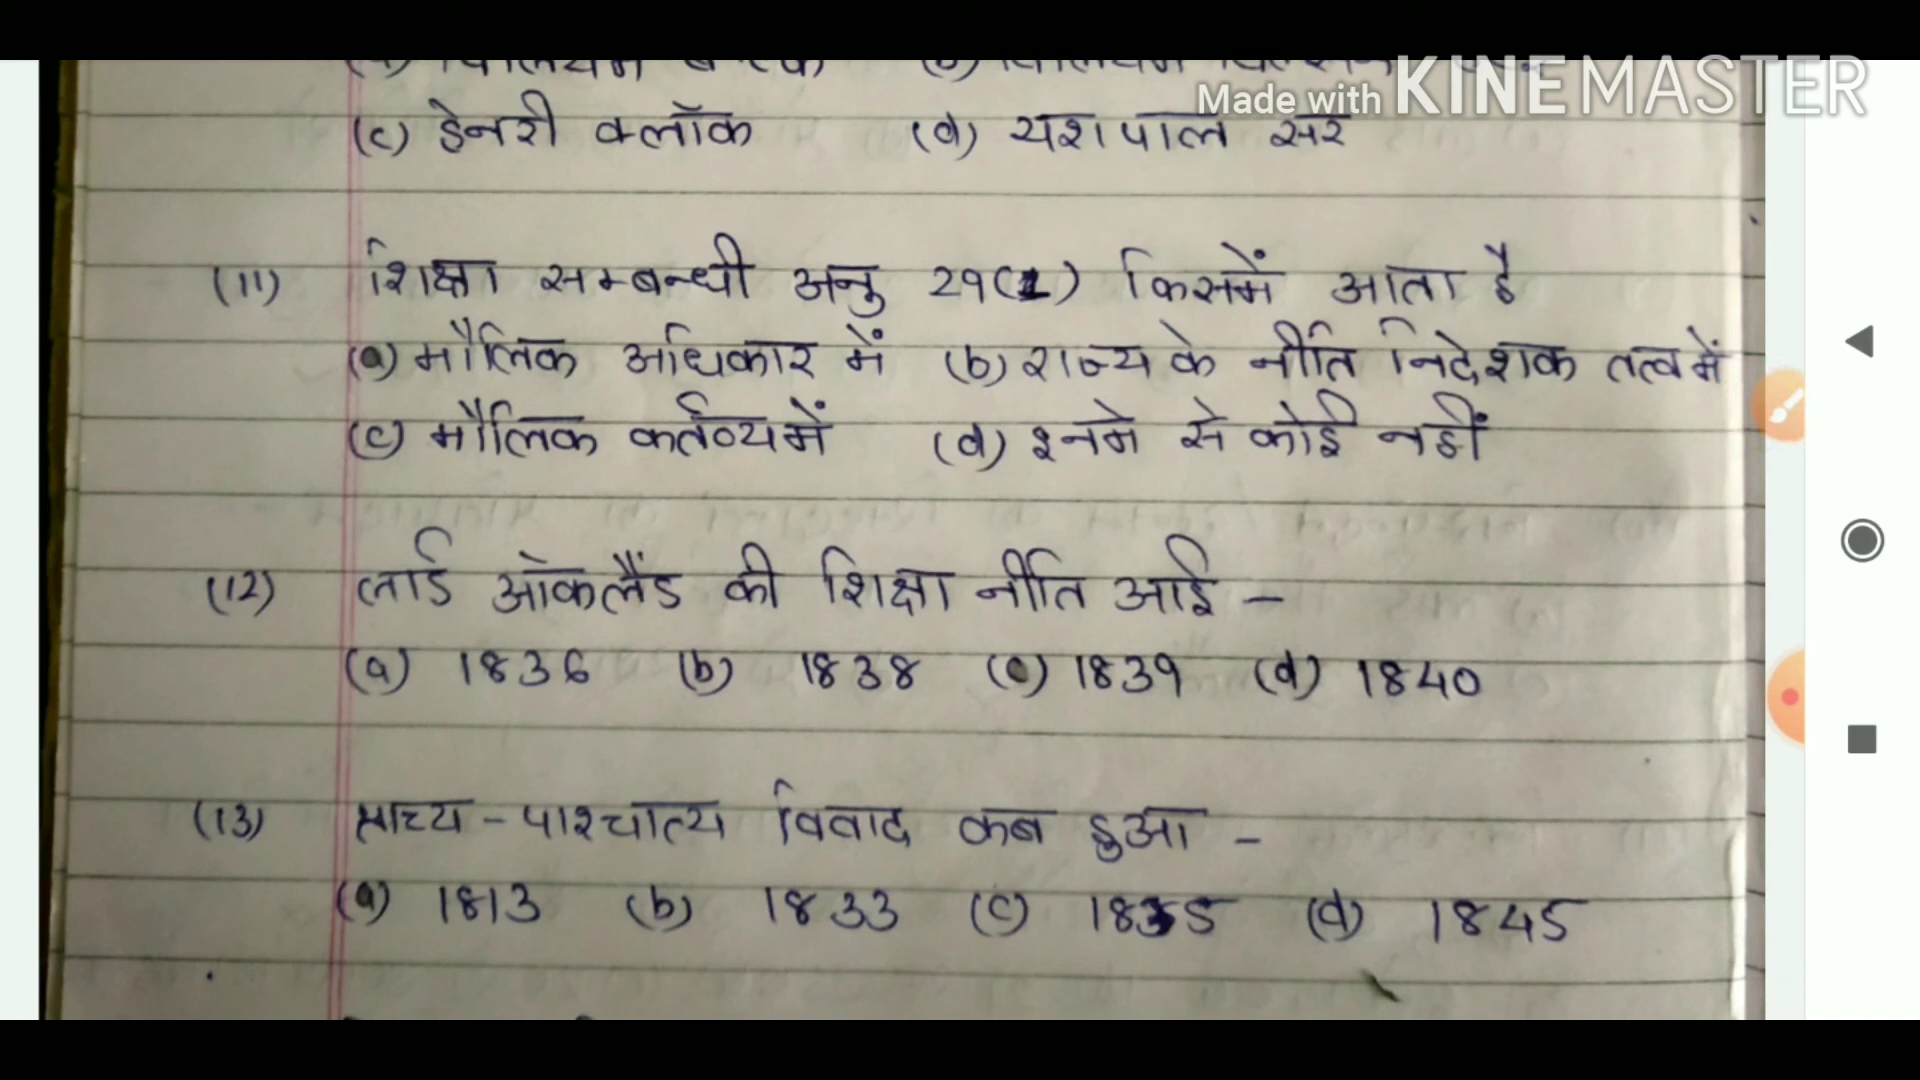 Made with KINEMASTER
(c) हेनरी क्लॉक (d) यशपाल सर
(11) शिक्षा सम्बन्धी अनु 29(1) किसमें आता है
(a) मौलिक अधिकार में (b) राज्य के नीति निदेशक तत्व में
(c) मौलिक कर्तव्य में (d) इनमे से कोई नहीं
(12) लार्ड ऑकलैंड की शिक्षा नीति आई -
(a) 1836 (b) 1838 (c) 1839 (d) 1840
(13) प्राच्य - पाश्चात्य विवाद कब हुआ -
(a) 1813 (b) 1833 (c) 1835 (d) 1845